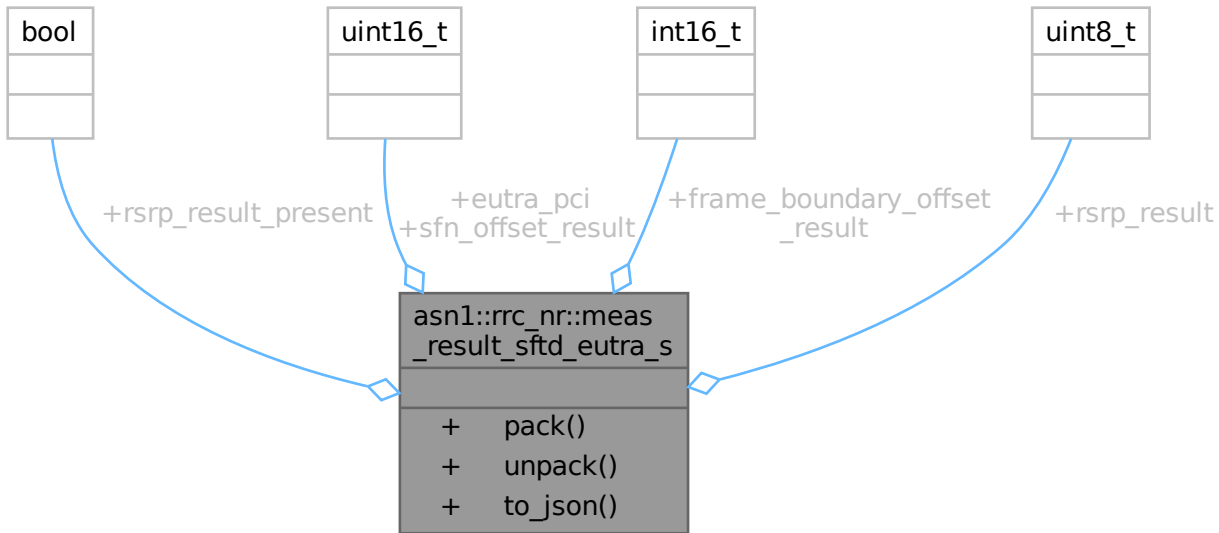 bool
uint16_t
int16_t
uint8_t
+rsrp_result_present
+eutra_pci
+sfn_offset_result
+frame_boundary_offset
_result
+rsrp_result
asn1::rrc_nr::meas
_result_sftd_eutra_s
+ pack()
+ unpack()
+ to_json()